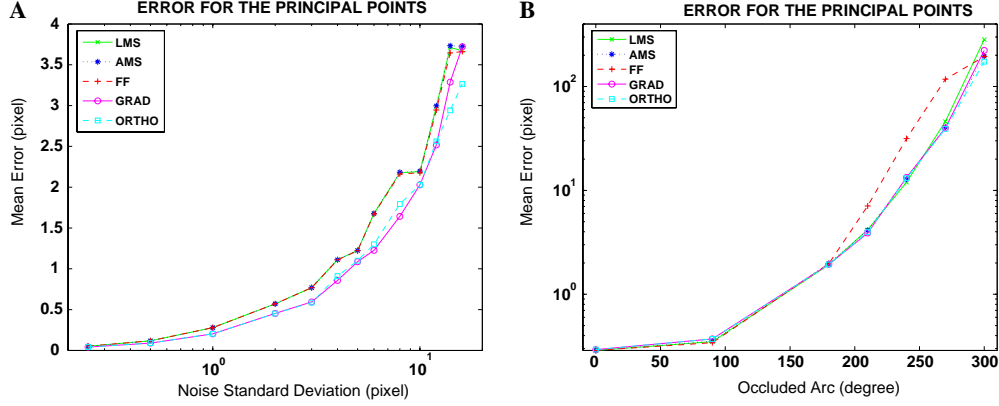 A
ERROR FOR THE PRINCIPAL POINTS
4
3.5
3
2.5
2
1.5
1
0.5
0
Mean Error (pixel)
LMS
AMS
FF
GRAD
ORTHO
10^0
10^1
Noise Standard Deviation (pixel)
B
ERROR FOR THE PRINCIPAL POINTS
10^2
10^1
10^0
Mean Error (pixel)
LMS
AMS
FF
GRAD
ORTHO
0
50
100
150
200
250
300
Occluded Arc (degree)